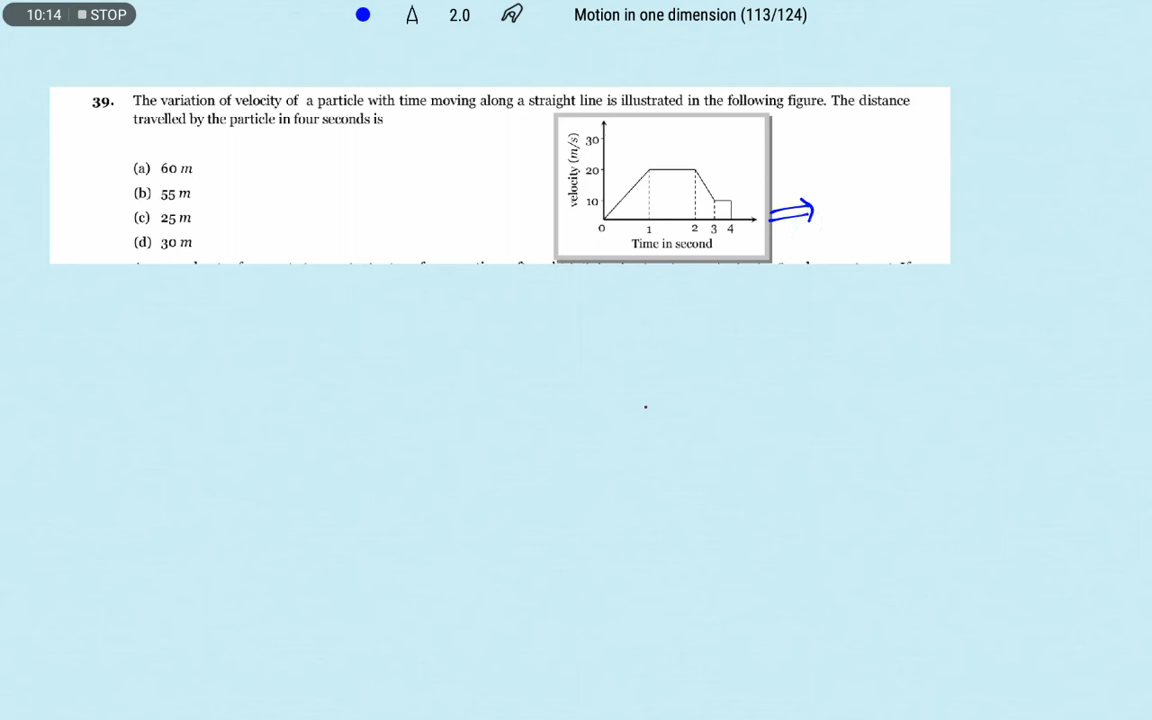 10:14 STOP 2.0 Motion in one dimension (113/124)
39. The variation of velocity of a particle with time moving along a straight line is illustrated in the following figure. The distance
travelled by the particle in four seconds is
(a) 60 m
(b) 55 m
(c) 25 m
(d) 30 m
velocity (m/s)
30
20
10
0 1 2 3 4
Time in second